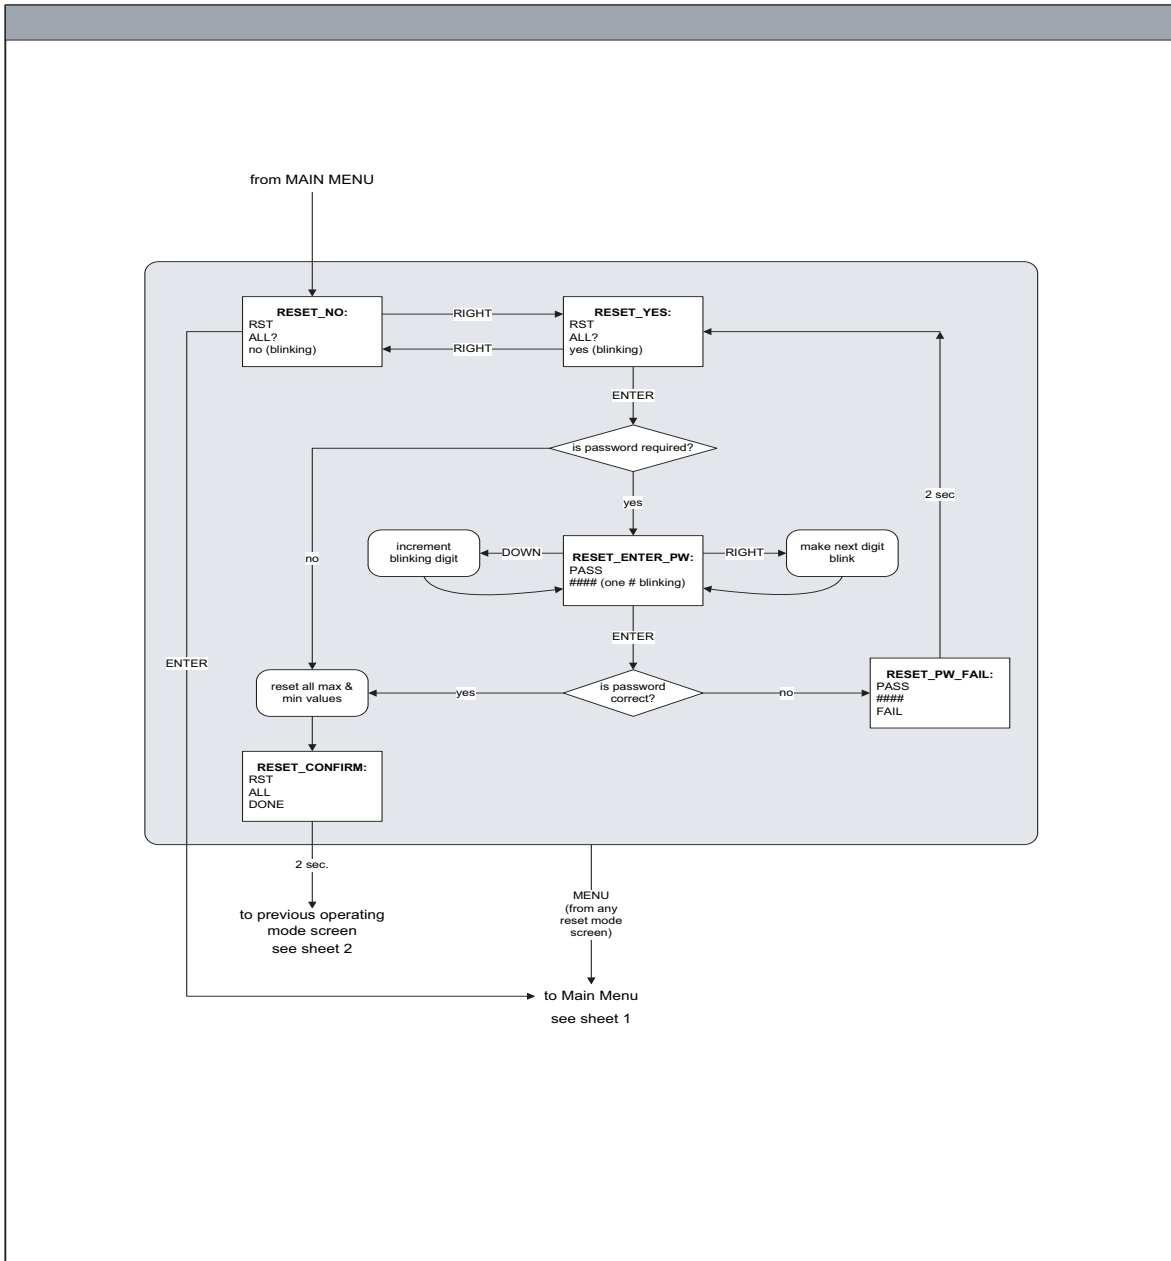 from MAIN MENU
RESET_NO:
RST
ALL?
no (blinking)
RIGHT
RIGHT
RESET_YES:
RST
ALL?
yes (blinking)
ENTER
is password required?
2 sec
yes
no
increment
blinking digit
DOWN
RESET_ENTER_PW:
PASS
#### (one # blinking)
RIGHT
make next digit
blink
ENTER
ENTER
reset all max &
min values
yes
is password
correct?
no
RESET_PW_FAIL:
PASS
####
FAIL
RESET_CONFIRM:
RST
ALL
DONE
2 sec.
to previous operating
mode screen
see sheet 2
MENU
(from any
reset mode
screen)
to Main Menu
see sheet 1